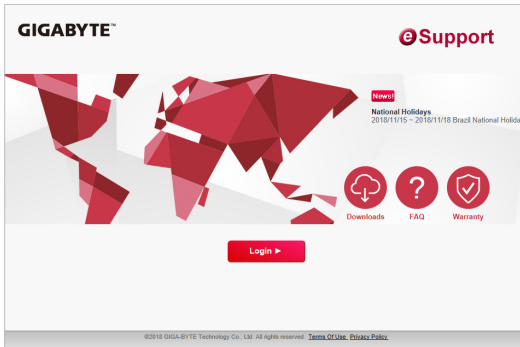 GIGABYTE™
eSupport
News!
National Holidays
2018/11/15 ~ 2018/11/18 Brazil National Holida
?
Downloads FAQ Warranty
Login ►
©2018 GIGA-BYTE Technology Co., Ltd. All rights reserved. Terms Of Use Privacy Policy